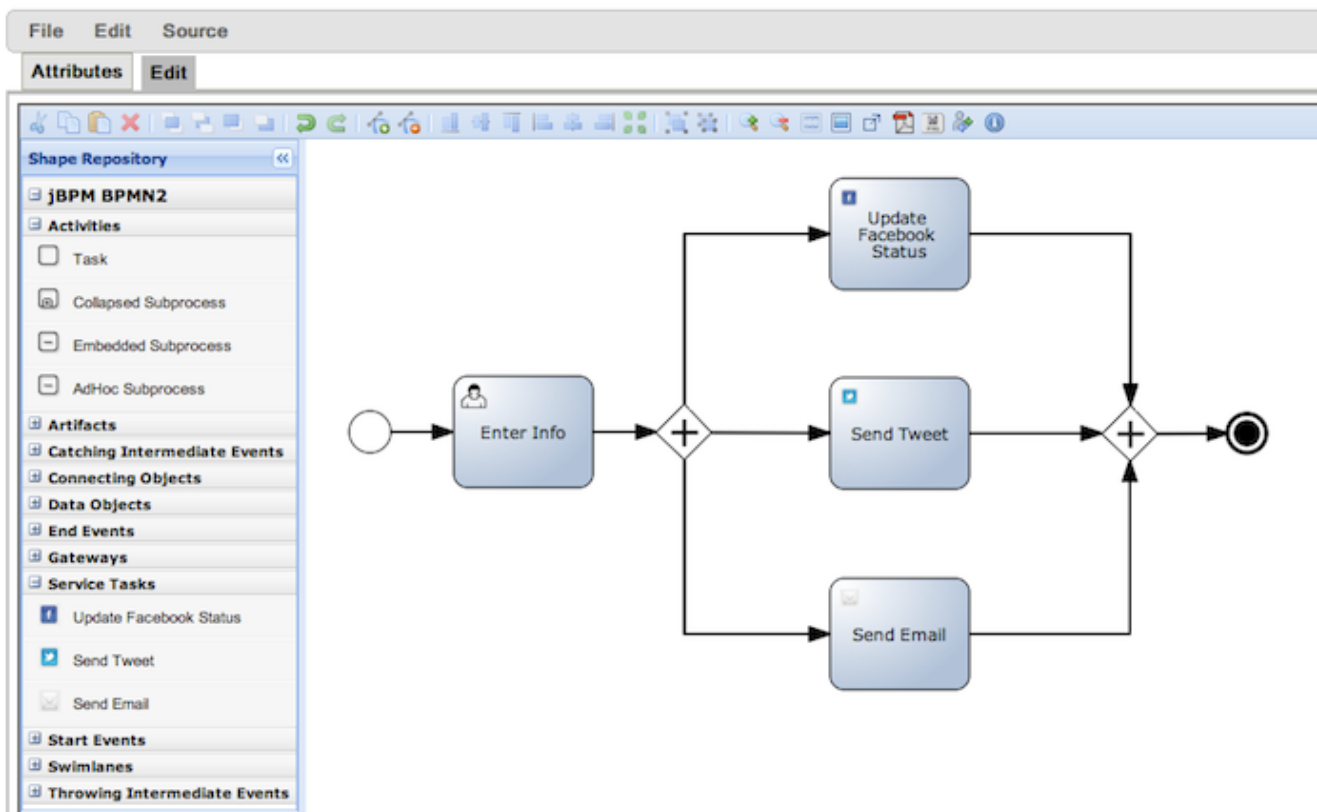 File Edit Source
Attributes Edit
Shape Repository
jBPM BPMN2
Activities
Task
Collapsed Subprocess
Embedded Subprocess
AdHoc Subprocess
Artifacts
Catching Intermediate Events
Connecting Objects
Data Objects
End Events
Gateways
Service Tasks
Update Facebook Status
Send Tweet
Send Email
Start Events
Swimlanes
Throwing Intermediate Events
Enter Info
Update
Facebook
Status
Send Tweet
Send Email